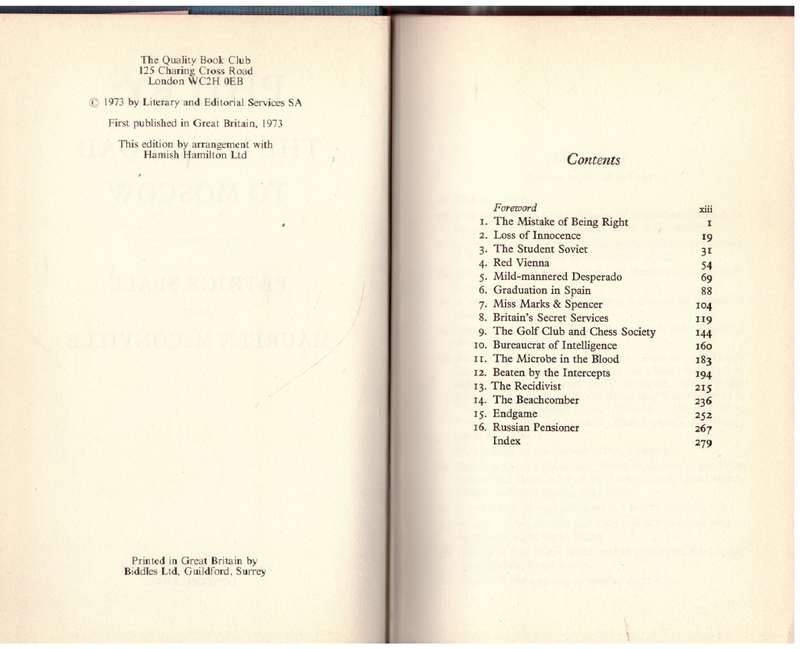 The Quality Book Club
125 Charing Cross Road
London WC2H 0EB
© 1973 by Literary and Editorial Services SA
First published in Great Britain, 1973
This edition by arrangement with
Hamish Hamilton Ltd
Printed in Great Britain by
Biddles Ltd, Guildford, Surrey
Contents
Foreword xiii
1. The Mistake of Being Right 1
2. Loss of Innocence 19
3. The Student Soviet 31
4. Red Vienna 54
5. Mild-mannered Desperado 69
6. Graduation in Spain 88
7. Miss Marks & Spencer 104
8. Britain's Secret Services 119
9. The Golf Club and Chess Society 144
10. Bureaucrat of Intelligence 160
11. The Microbe in the Blood 183
12. Beaten by the Intercepts 194
13. The Recidivist 215
14. The Beachcomber 236
15. Endgame 252
16. Russian Pensioner 267
Index 279